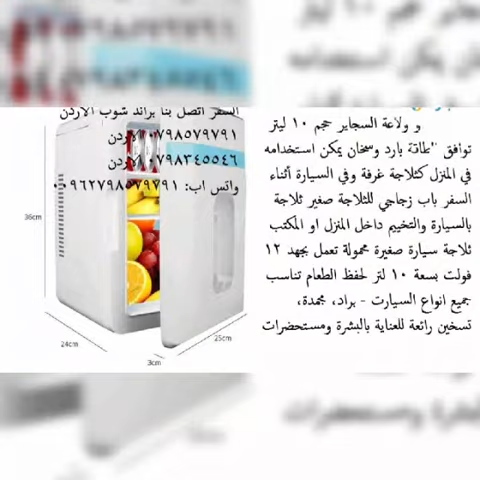 السفر اتصل بنا براند شوب الاردن
٠٧٩٨٥٧٩٧٩١ الاردن
٠٧٩٨٣٤٥٥٤٦ الاردن
واتس اب: ٠٠٩٦٢٧٩٨٥٧٩٧٩١
36cm
24cm
3cm
25cm
و ولاعة السجاير حجم ١٠ ليتر
توافق "طاقة بارد وسخان يمكن استخدامه
في المنزل كثلاجة غرفة وفي السيارة أثناء
السفر باب زجاجي للثلاجة صغير ثلاجة
بالسيارة والتخييم داخل المنزل او المكتب
ثلاجة سيارة صغيرة محمولة تعمل بجهد ١٢
فولت بسعة ١٠ لتر لحفظ الطعام تناسب
جميع انواع السيارت - براد، مجمدة،
تسخين رائعة للعناية بالبشرة ومستحضرات